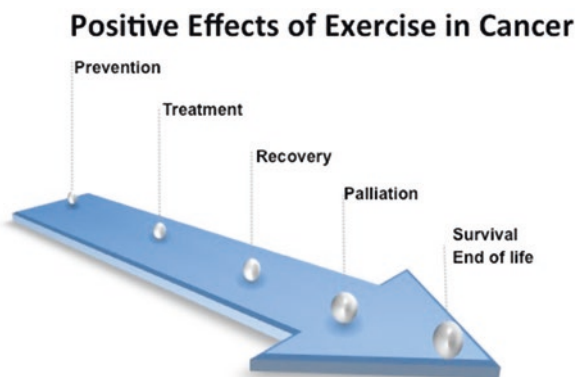 Positive Effects of Exercise in Cancer
Prevention
Treatment
Recovery
Palliation
Survival
End of life